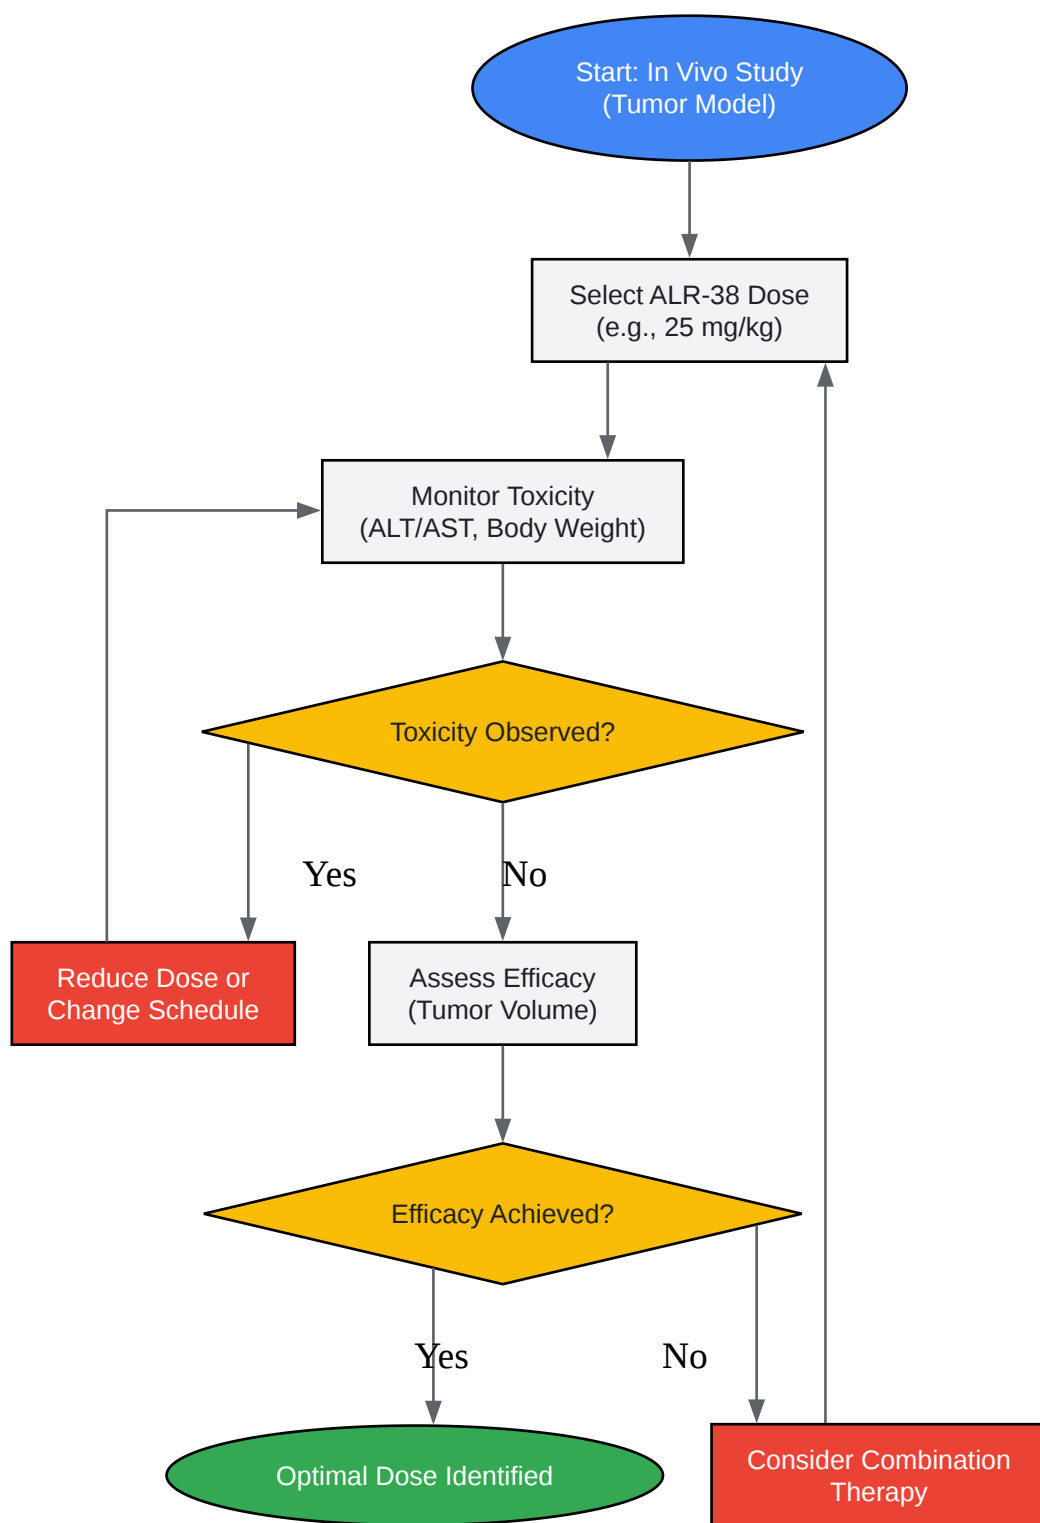 Start: In Vivo Study
(Tumor Model)
Select ALR-38 Dose
(e.g., 25 mg/kg)
Monitor Toxicity
(ALT/AST, Body Weight)
Toxicity Observed?
Yes
No
Reduce Dose or
Change Schedule
Assess Efficacy
(Tumor Volume)
Efficacy Achieved?
Yes
No
Optimal Dose Identified
Consider Combination
Therapy